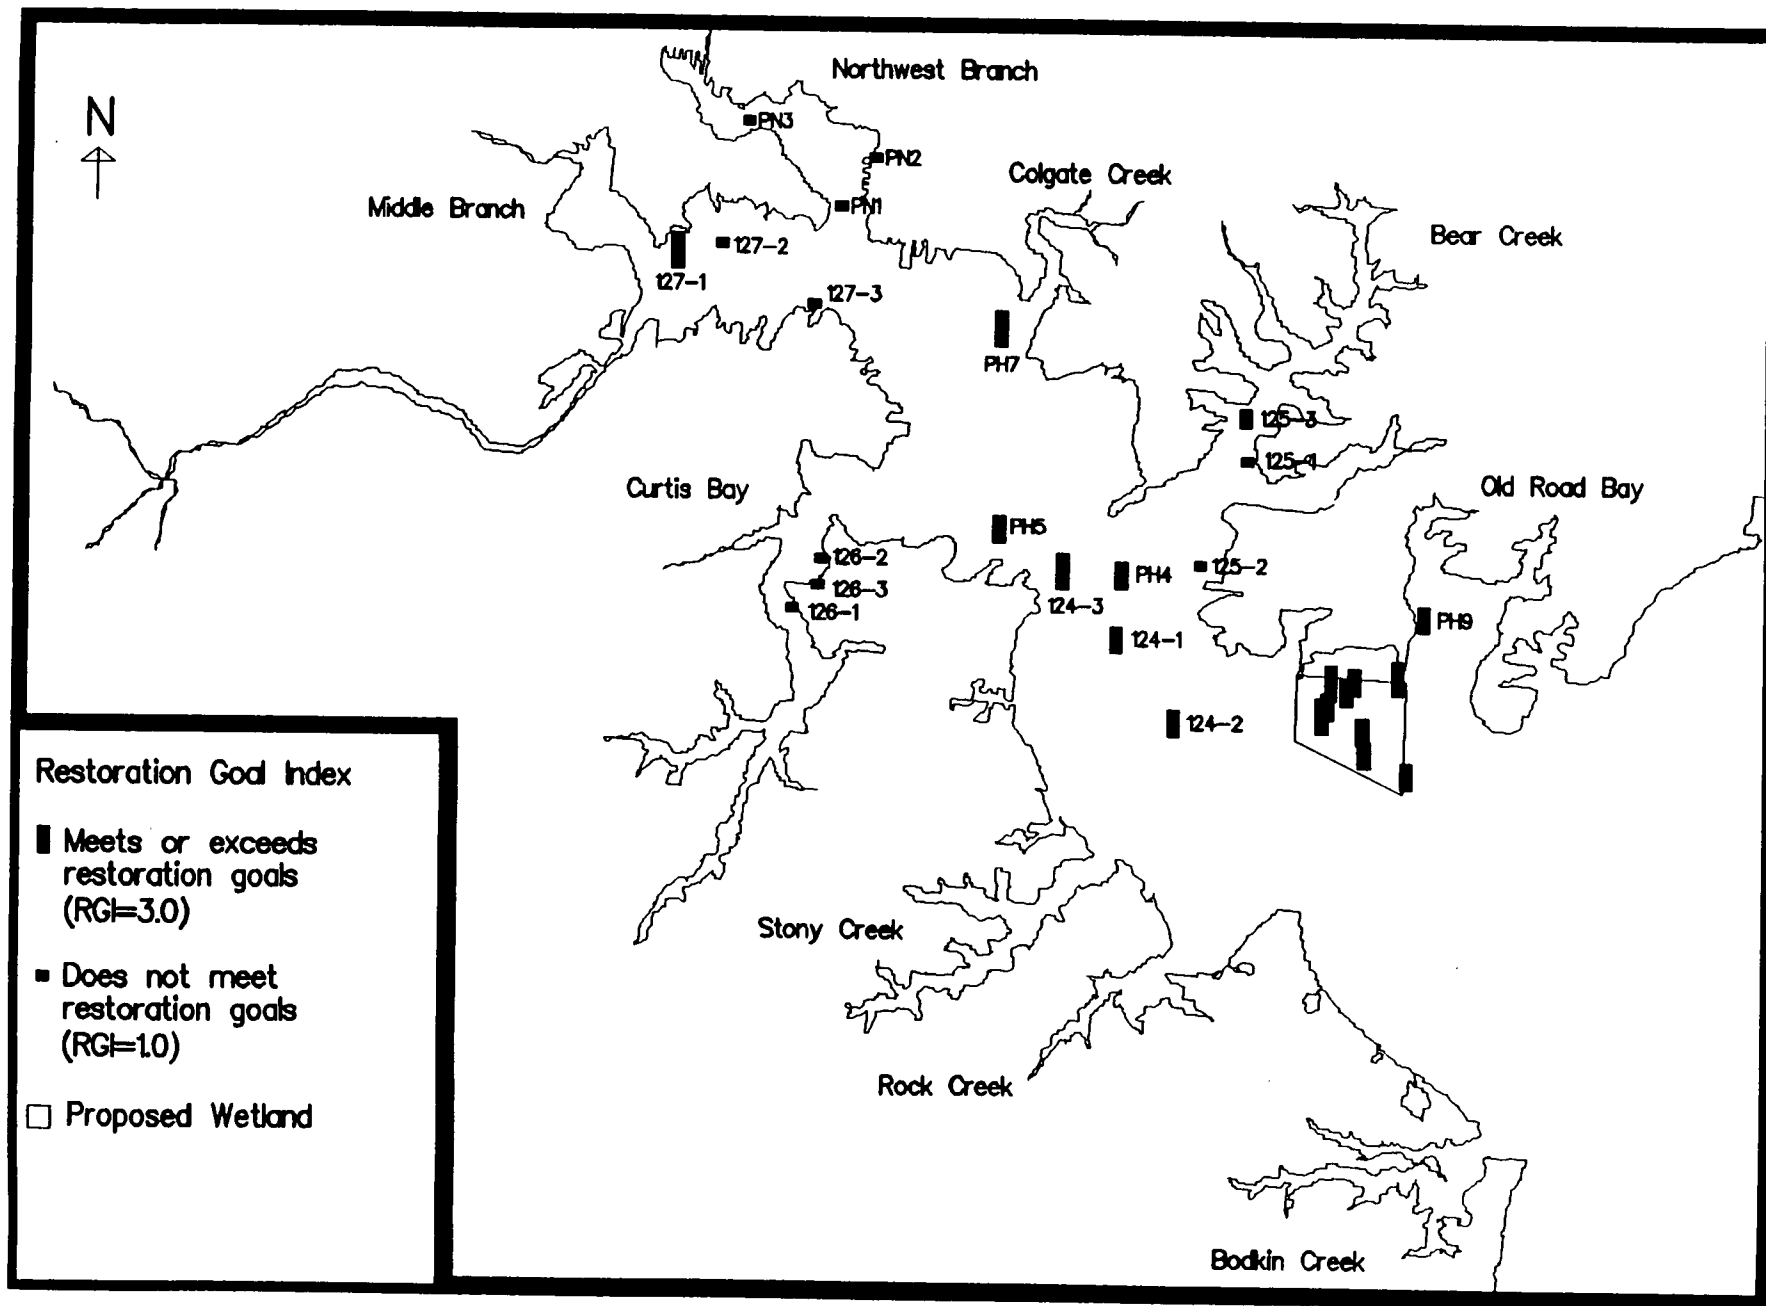 Northwest Branch
N
PN3
PN2
Colgate Creek
Middle Branch
PN1
Bear Creek
127-2
127-1
127-3
PH7
125-3
125-1
Curtis Bay
Old Road Bay
PH5
126-2
125-2
PH4
126-3
124-3
126-1
PH9
124-1
124-2
Restoration Goal Index
Meets or exceeds
restoration goals
(RGI=3.0)
Stony Creek
Does not meet
restoration goals
(RGI=1.0)
Rock Creek
Proposed Wetland
Bodkin Creek